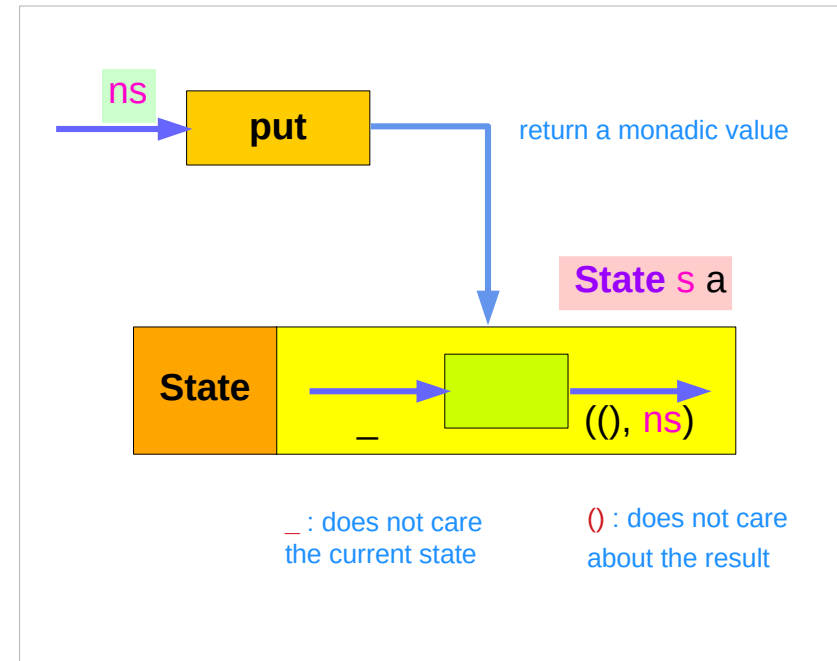 ns
put
return a monadic value
State s a
State
_
((), ns)
_ : does not care
the current state
() : does not care
about the result